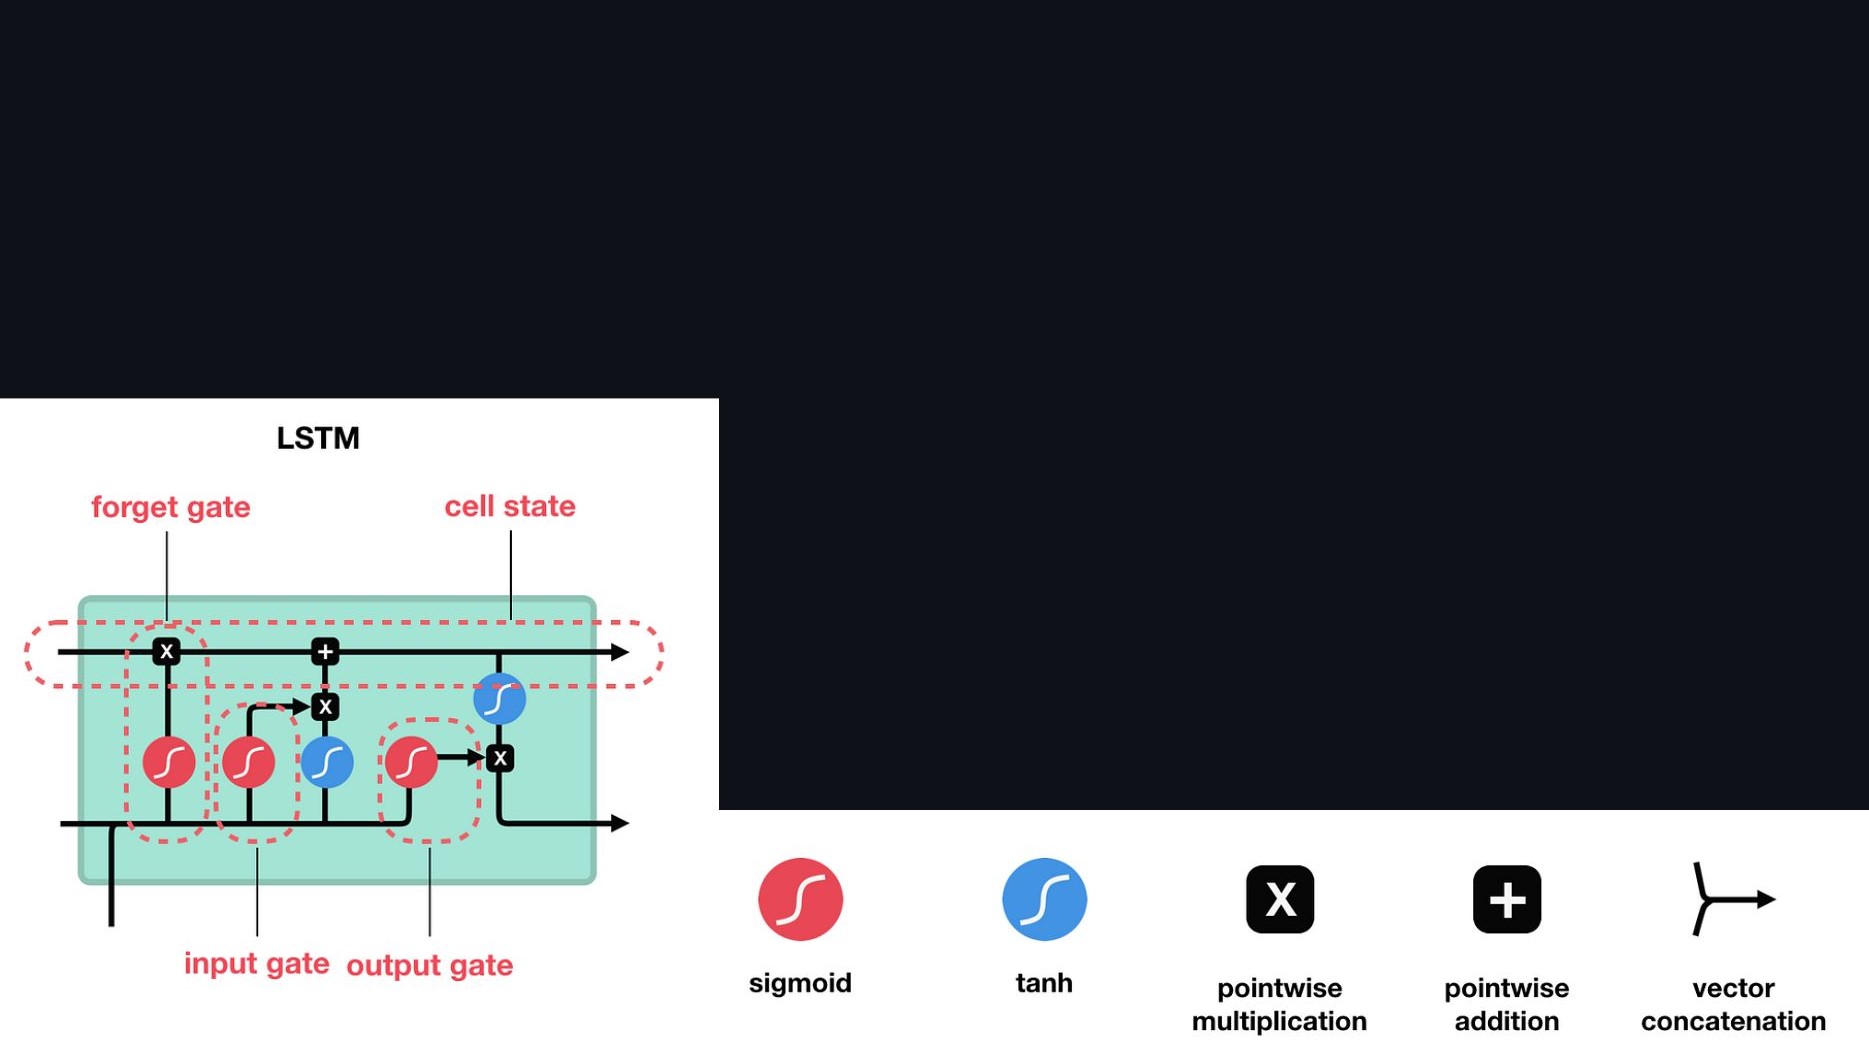 LSTM
forget gate
cell state
X
+
X
X
input gate
output gate
X
+
sigmoid
tanh
pointwise
multiplication
pointwise
addition
vector
concatenation